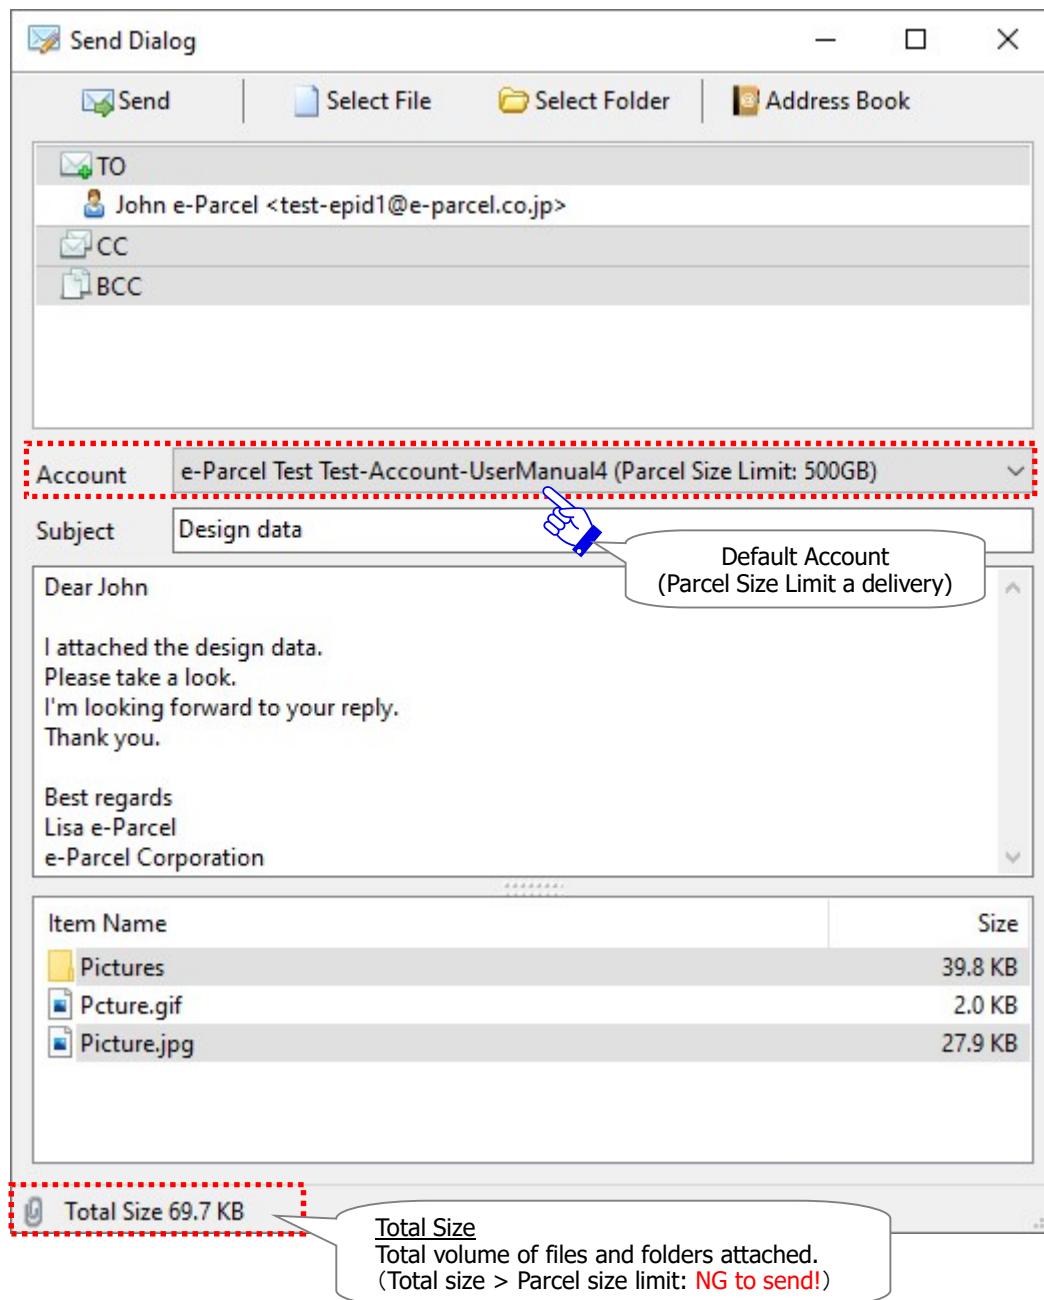 Send Dialog
Send Select File Select Folder Address Book
TO
John e-Parcel <test-epid1@e-parcel.co.jp>
CC
BCC
Account e-Parcel Test Test-Account-UserManual4 (Parcel Size Limit: 500GB)
Subject Design data
Default Account
(Parcel Size Limit a delivery)
Dear John
I attached the design data.
Please take a look.
I'm looking forward to your reply.
Thank you.
Best regards
Lisa e-Parcel
e-Parcel Corporation
Item Name Size
Pictures 39.8 KB
Pcture.gif 2.0 KB
Picture.jpg 27.9 KB
Total Size 69.7 KB
Total Size
Total volume of files and folders attached.
（Total size > Parcel size limit: NG to send!）